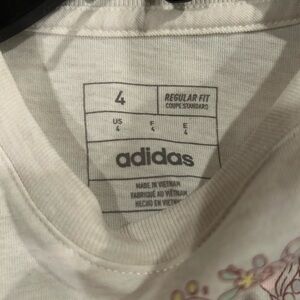 4 REGULAR FIT
COUPE STANDARD
US F E
4 4 4
adidas
MADE IN VIETNAM
FABRIQUÉ AU VIETNAM
HECHO EN VIETNAM